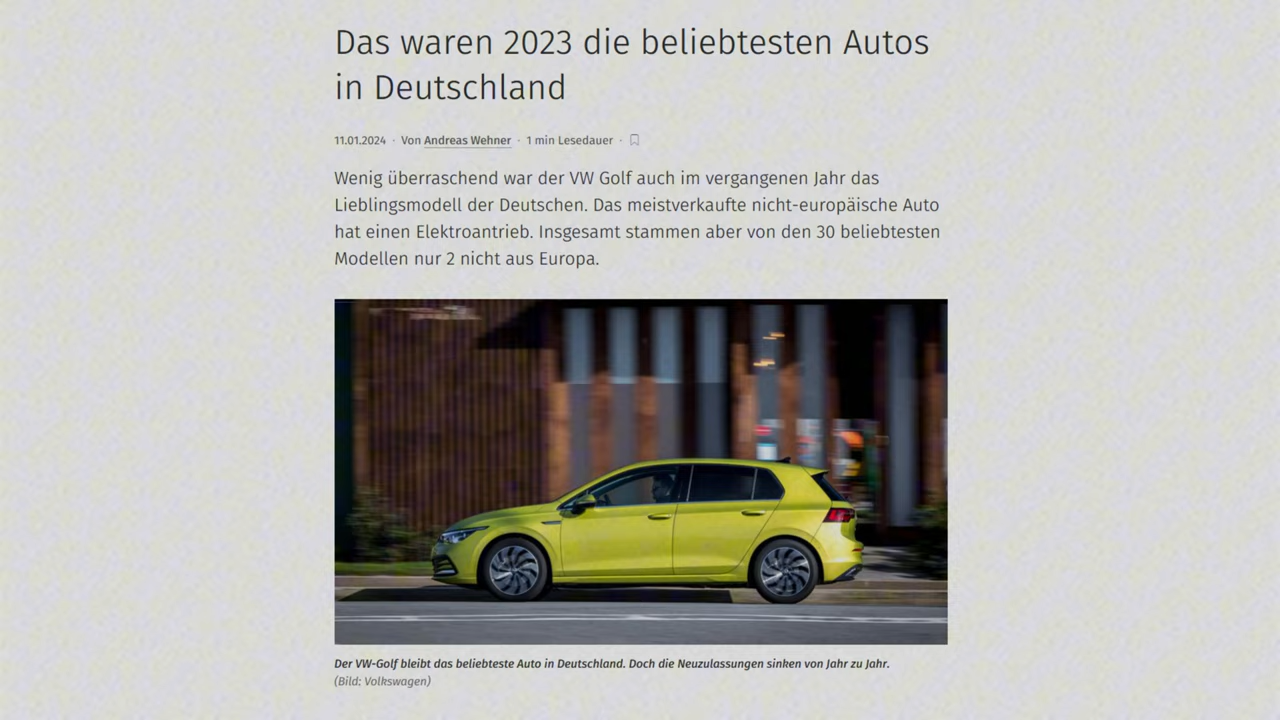 Das waren 2023 die beliebtesten Autos
in Deutschland
11.01.2024 · Von Andreas Wehner · 1 min Lesedauer ·
Wenig überraschend war der VW Golf auch im vergangenen Jahr das
Lieblingsmodell der Deutschen. Das meistverkaufte nicht-europäische Auto
hat einen Elektroantrieb. Insgesamt stammen aber von den 30 beliebtesten
Modellen nur 2 nicht aus Europa.
Der VW-Golf bleibt das beliebteste Auto in Deutschland. Doch die Neuzulassungen sinken von Jahr zu Jahr.
(Bild: Volkswagen)